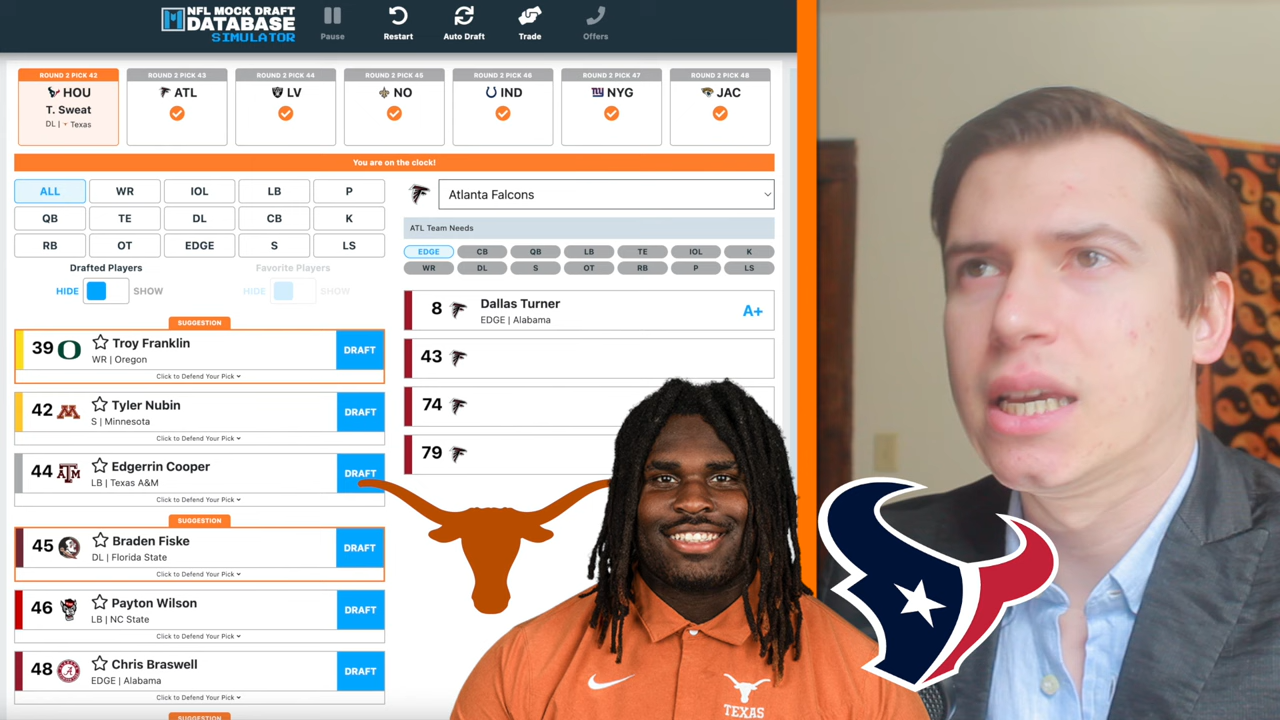 NFL MOCK DRAFT
DATABASE
SIMULATOR
Pause
Restart
Auto Draft
Trade
Offers
ROUND 2 PICK 42
HOU
T. Sweat
DL | Texas
ROUND 2 PICK 43
ATL
ROUND 2 PICK 44
LV
ROUND 2 PICK 45
NO
ROUND 2 PICK 46
IND
ROUND 2 PICK 47
NYG
ROUND 2 PICK 48
JAC
You are on the clock!
ALL WR IOL LB P
QB TE DL CB K
RB OT EDGE S LS
Drafted Players
HIDE SHOW
Favorite Players
HIDE SHOW
SUGGESTION
39 Troy Franklin
WR | Oregon
DRAFT
Click to Defend Your Pick
42 Tyler Nubin
S | Minnesota
DRAFT
Click to Defend Your Pick
44 Edgerrin Cooper
LB | Texas A&M
DRAFT
Click to Defend Your Pick
SUGGESTION
45 Braden Fiske
DL | Florida State
DRAFT
Click to Defend Your Pick
46 Payton Wilson
LB | NC State
DRAFT
Click to Defend Your Pick
48 Chris Braswell
EDGE | Alabama
DRAFT
Click to Defend Your Pick
SUGGESTION
Atlanta Falcons
ATL Team Needs
EDGE CB QB LB TE IOL K
WR DL S OT RB P LS
8 Dallas Turner
EDGE | Alabama
A+
43
74
79
TEXAS